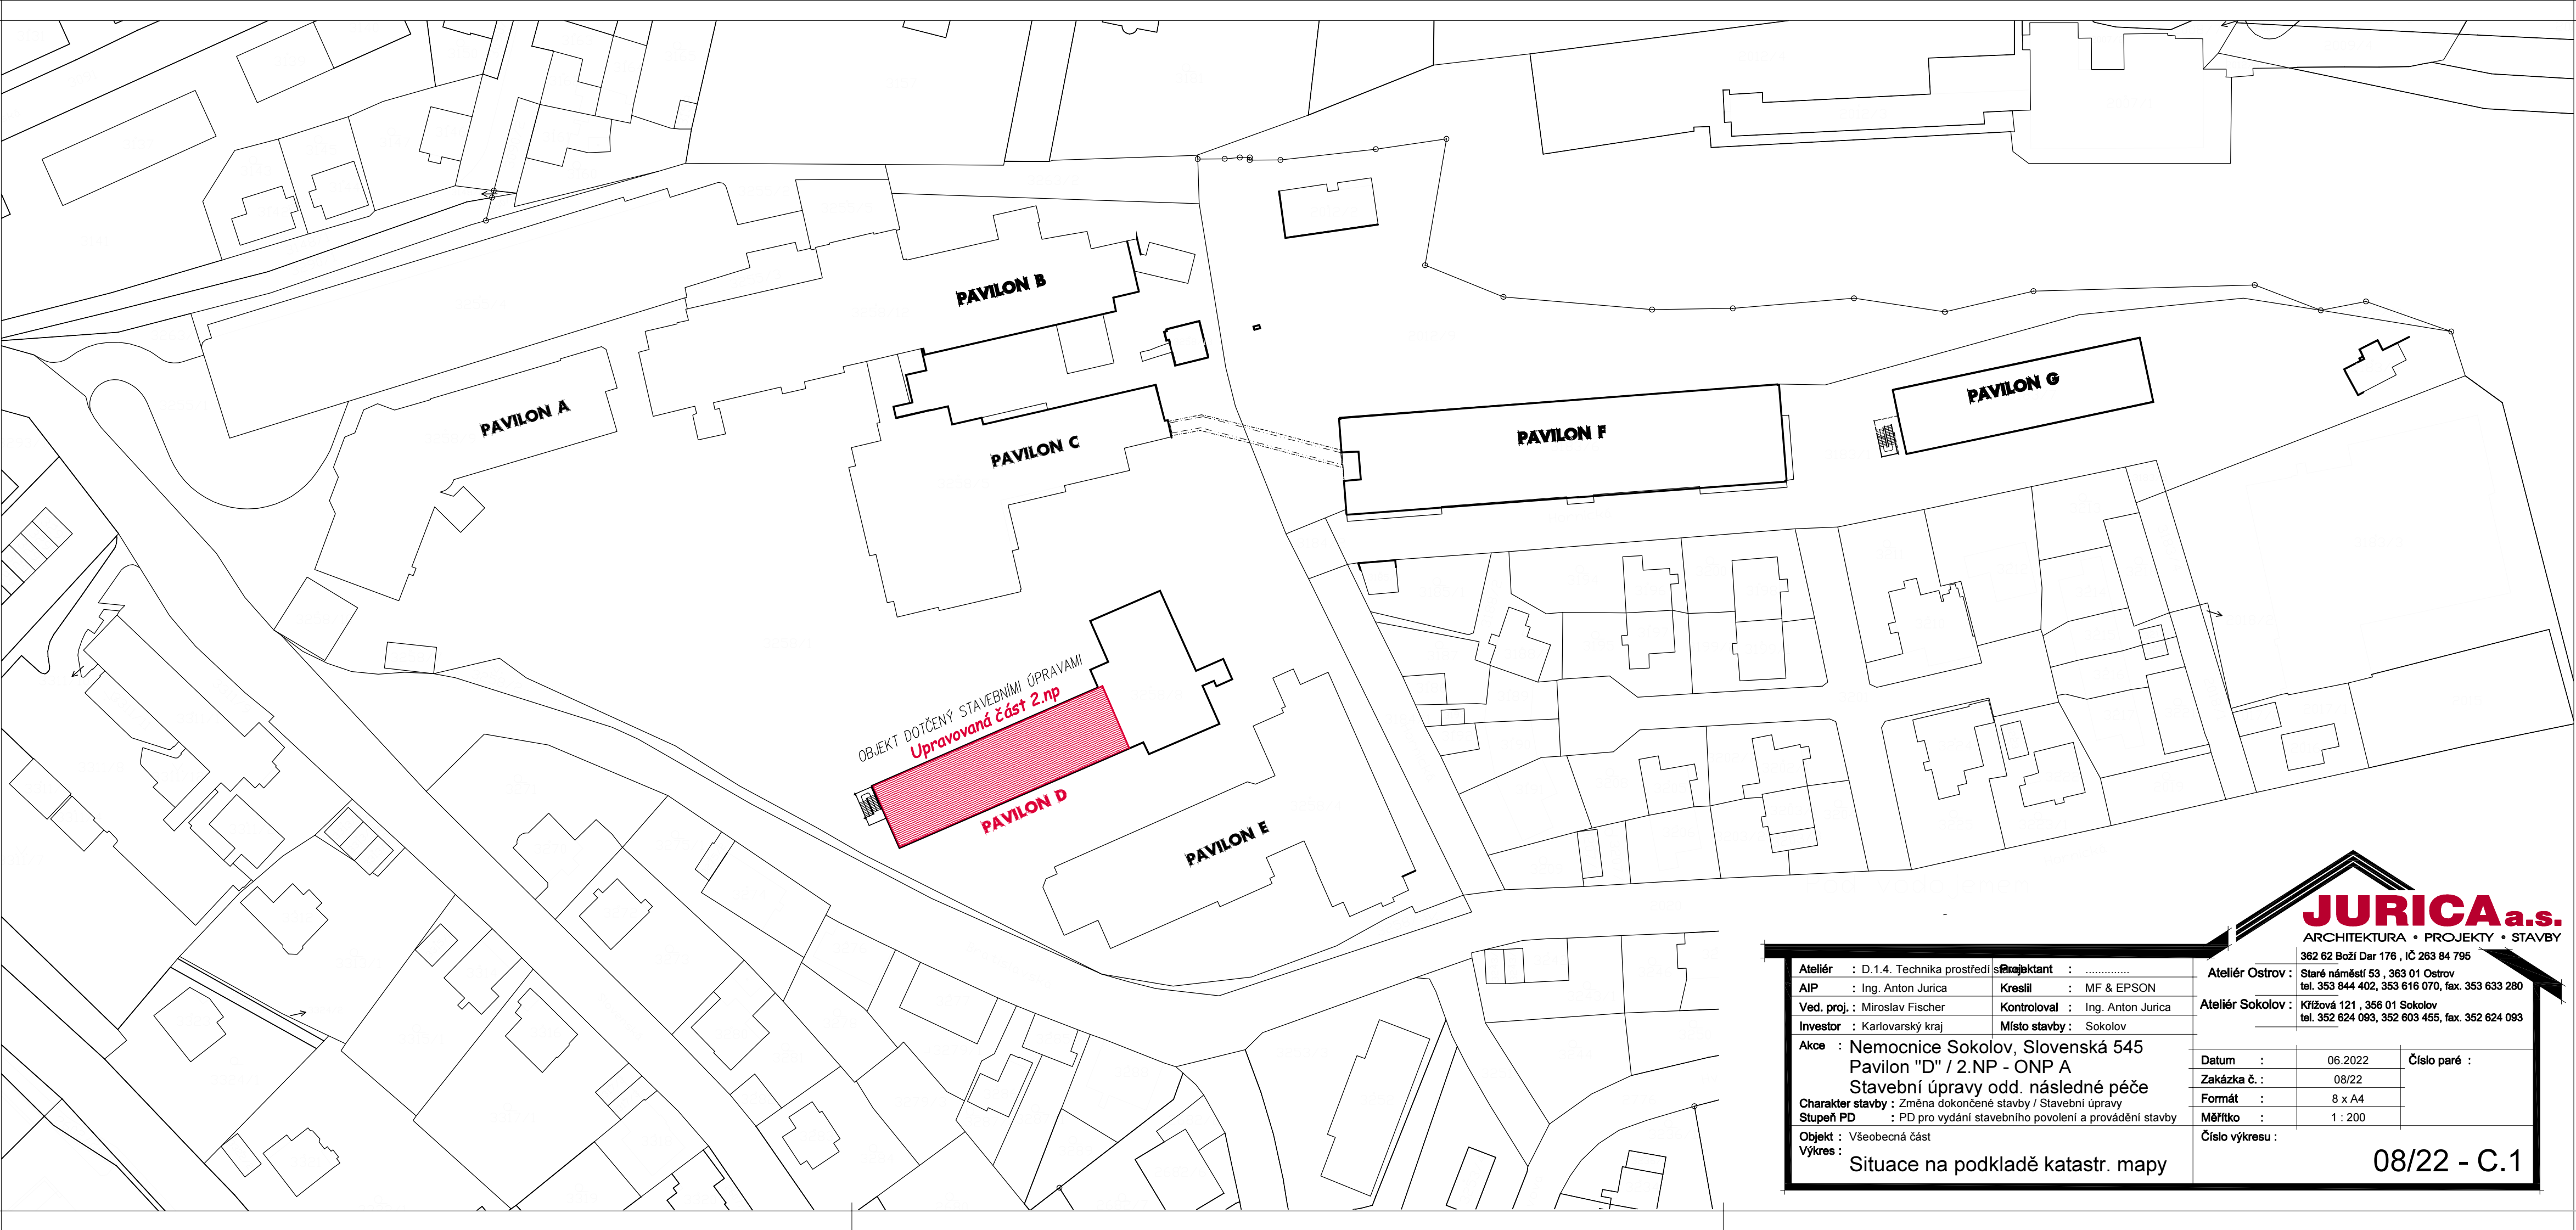 PAVILON B
PAVILON A
PAVILON C
PAVILON F
PAVILON G
OBJEKT DOTČENÝ STAVEBNÍMI ÚPRAVAMI
Upravovaná část 2.np
PAVILON D
PAVILON E
JURICA a.s.
ARCHITEKTURA • PROJEKTY • STAVBY
362 62 Boží Dar 176 , IČ 263 84 795
Ateliér Ostrov : Staré náměstí 53 , 363 01 Ostrov
tel. 353 844 402, 353 616 070, fax. 353 633 280
Ateliér Sokolov : Křížová 121 , 356 01 Sokolov
tel. 352 624 093, 352 603 455, fax. 352 624 093
Ateliér : D.1.4. Technika prostředí Projektant : ..............
AIP : Ing. Anton Jurica Kreslil : MF & EPSON
Ved. proj. : Miroslav Fischer Kontroloval : Ing. Anton Jurica
Investor : Karlovarský kraj Místo stavby : Sokolov
Akce : Nemocnice Sokolov, Slovenská 545
Pavilon "D" / 2.NP - ONP A
Stavební úpravy odd. následné péče
Charakter stavby : Změna dokončené stavby / Stavební úpravy
Stupeň PD : PD pro vydání stavebního povolení a provádění stavby
Objekt : Všeobecná část
Výkres :
Situace na podkladě katastr. mapy
Datum : 06.2022 Číslo paré :
Zakázka č. : 08/22
Formát : 8 x A4
Měřítko : 1 : 200
Číslo výkresu :
08/22 - C.1